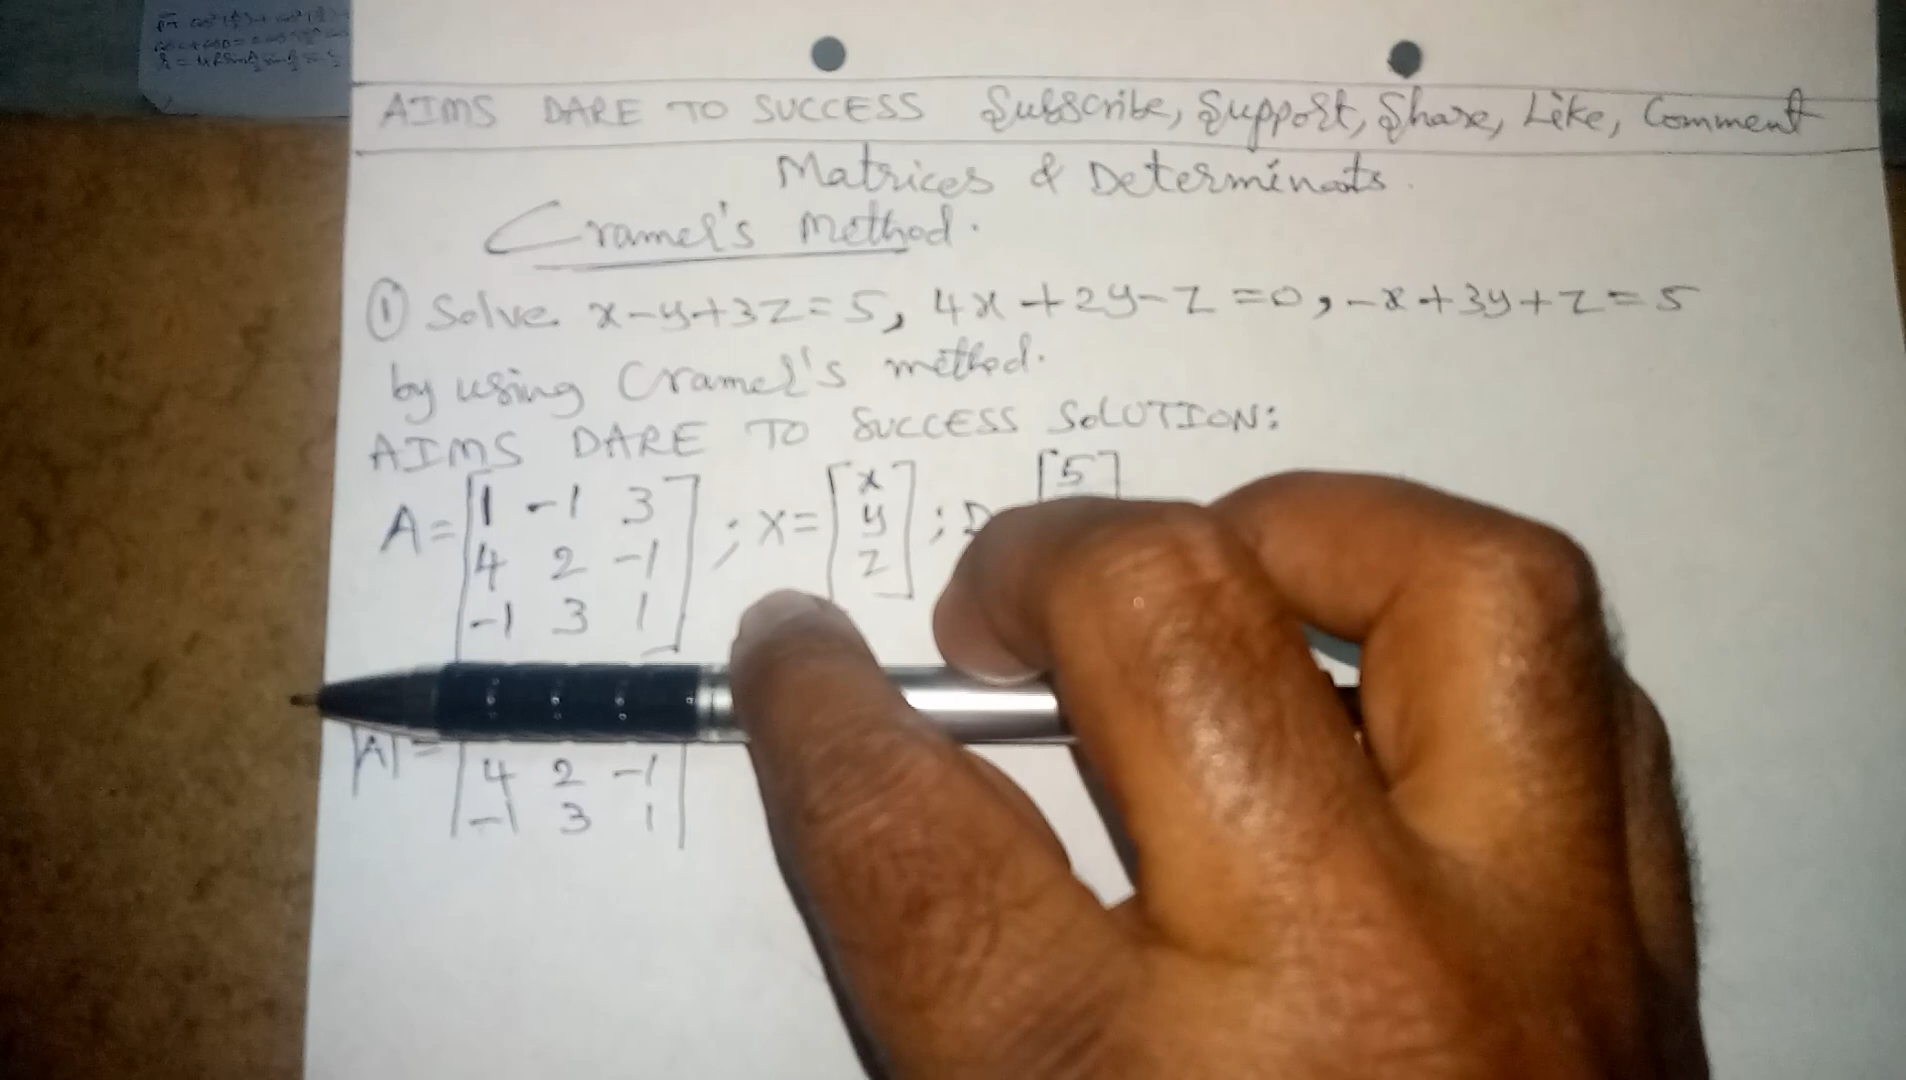 AIMS DARE TO SUCCESS Subscribe, Support, Share, Like, Comment
Matrices & Determinants.
Cramer's Method.
① Solve x-y+3z=5, 4x+2y-z=0, -x+3y+z=5
by using Cramer's method.
AIMS DARE TO SUCCESS SOLUTION:
A = [1 -1 3
4 2 -1
-1 3 1] ; X = [x
y
z] ; D [5
|A| =
4 2 -1
-1 3 1